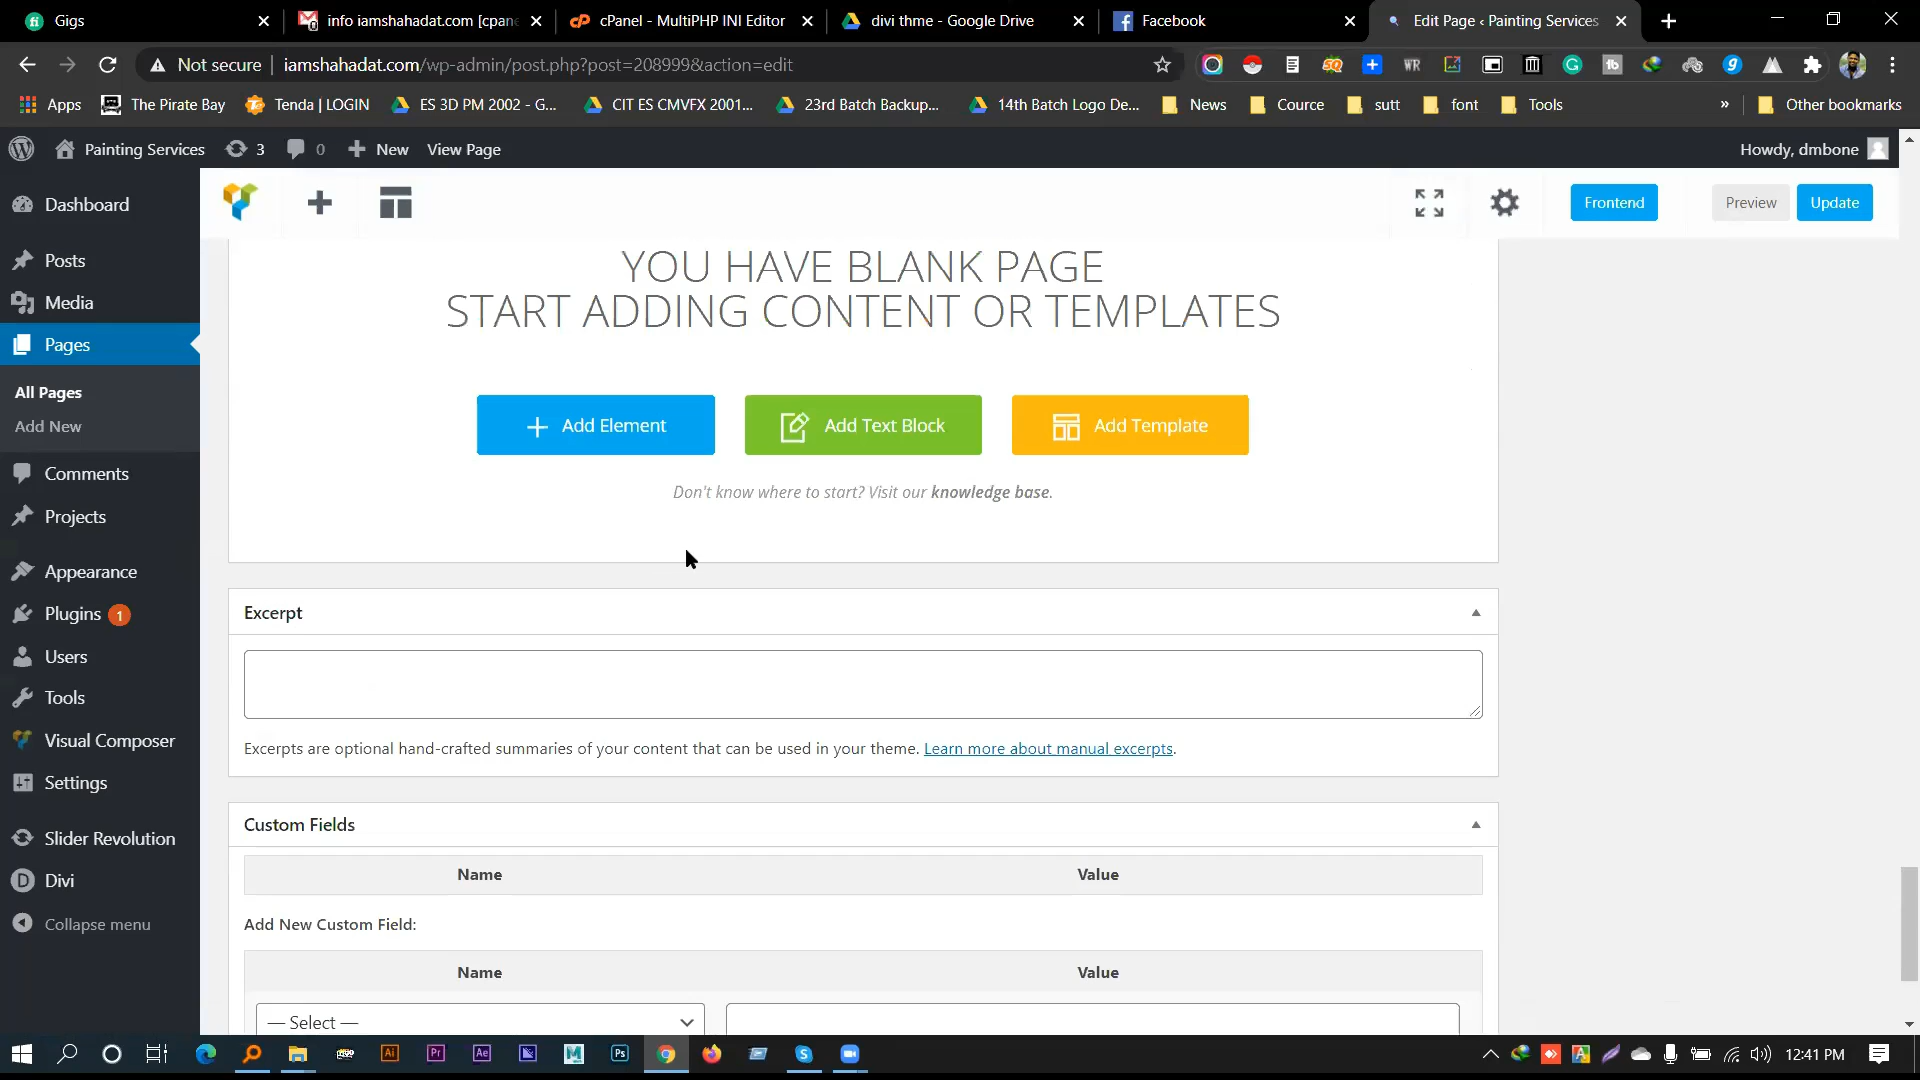 Gigs
info iamshahadat.com [cpane
cPanel - MultiPHP INI Editor
divi thme - Google Drive
Facebook
Edit Page ‹ Painting Services
Not secure
iamshahadat.com/wp-admin/post.php?post=208999&action=edit
Apps
The Pirate Bay
Tenda | LOGIN
ES 3D PM 2002 - G...
CIT ES CMVFX 2001...
23rd Batch Backup...
14th Batch Logo De...
News
Cource
sutt
font
Tools
»
Other bookmarks
Painting Services
3
0
New
View Page
Howdy, dmbone
Frontend
Preview
Update
Dashboard
Posts
Media
Pages
All Pages
Add New
Comments
Projects
Appearance
Plugins 1
Users
Tools
Visual Composer
Settings
Slider Revolution
Divi
Collapse menu
YOU HAVE BLANK PAGE
START ADDING CONTENT OR TEMPLATES
Add Element
Add Text Block
Add Template
Don't know where to start? Visit our knowledge base.
Excerpt
Excerpts are optional hand-crafted summaries of your content that can be used in your theme. Learn more about manual excerpts.
Custom Fields
Name Value
Add New Custom Field:
Name Value
— Select —
12:41 PM